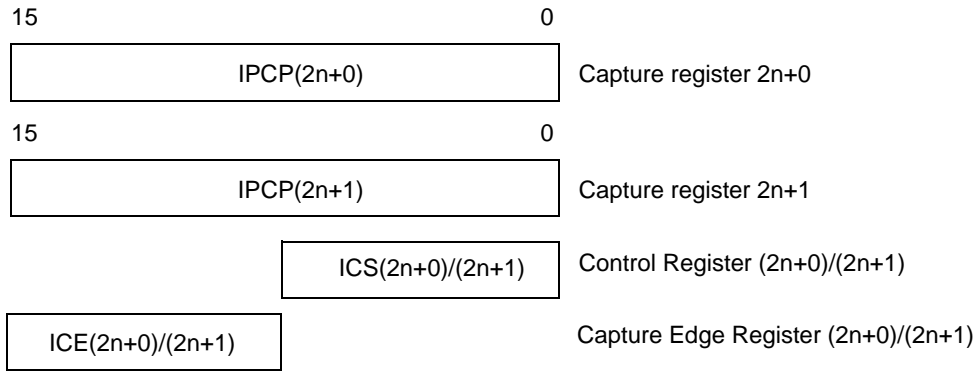 15 0
IPCP(2n+0) Capture register 2n+0
15 0
IPCP(2n+1) Capture register 2n+1
ICS(2n+0)/(2n+1) Control Register (2n+0)/(2n+1)
ICE(2n+0)/(2n+1) Capture Edge Register (2n+0)/(2n+1)